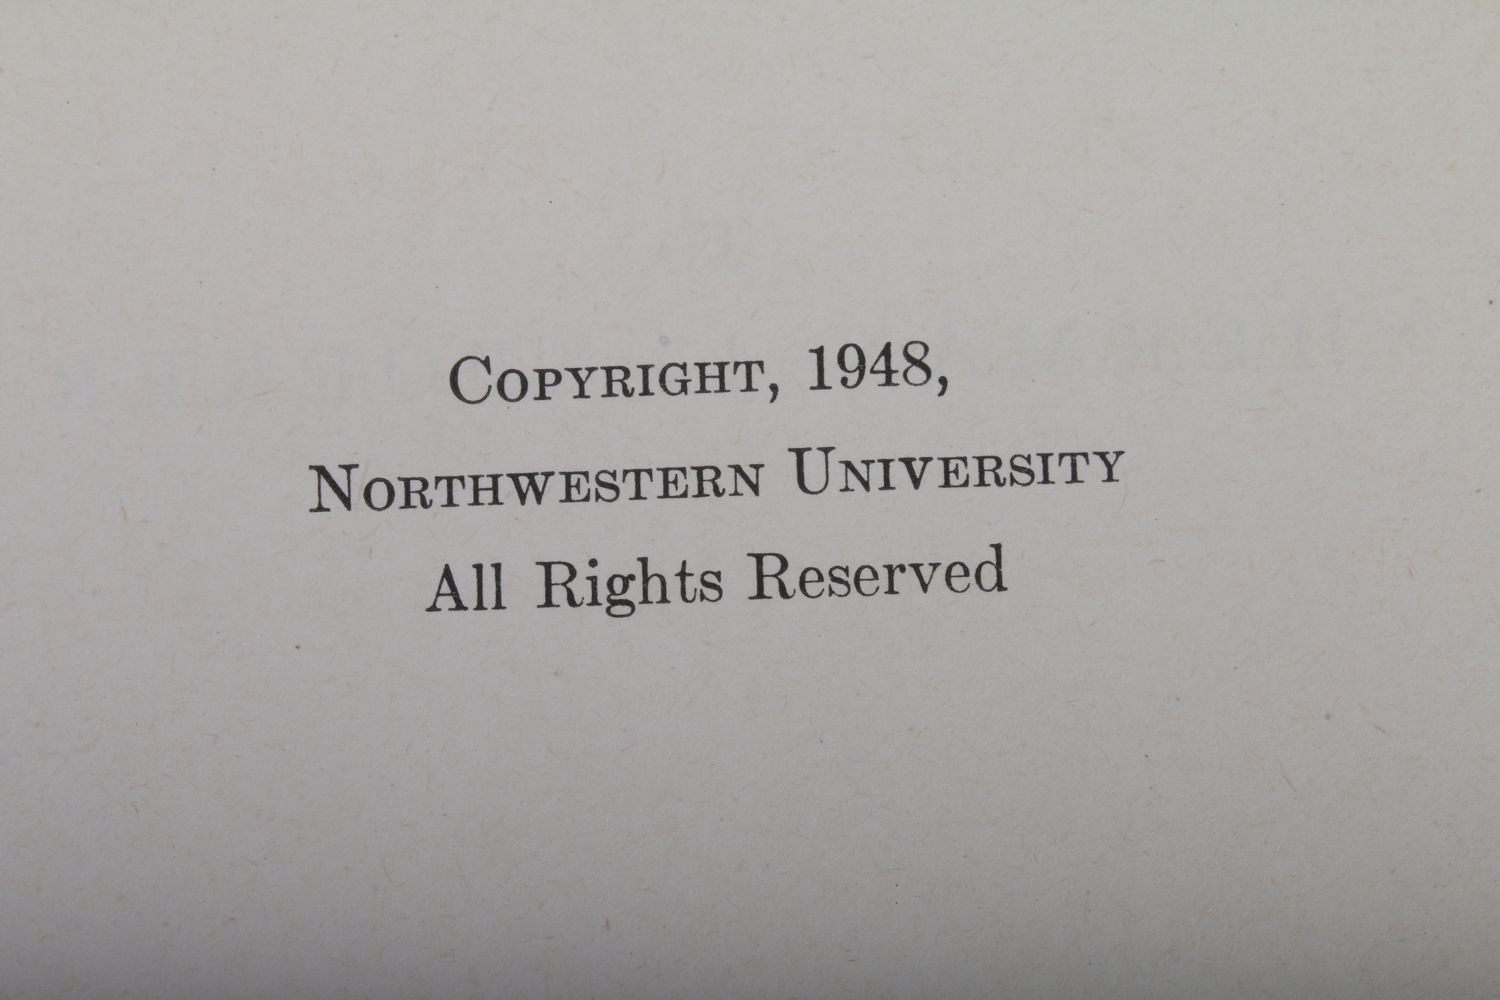 Copyright, 1948,
Northwestern University
All Rights Reserved